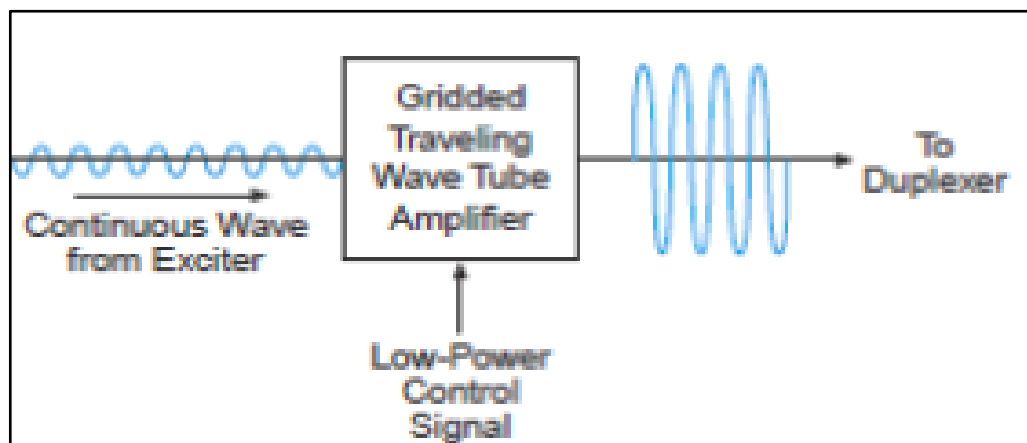 Gridded
Traveling
Wave Tube
Amplifier
To
Duplexer
Continuous Wave
from Exciter
Low-Power
Control
Signal